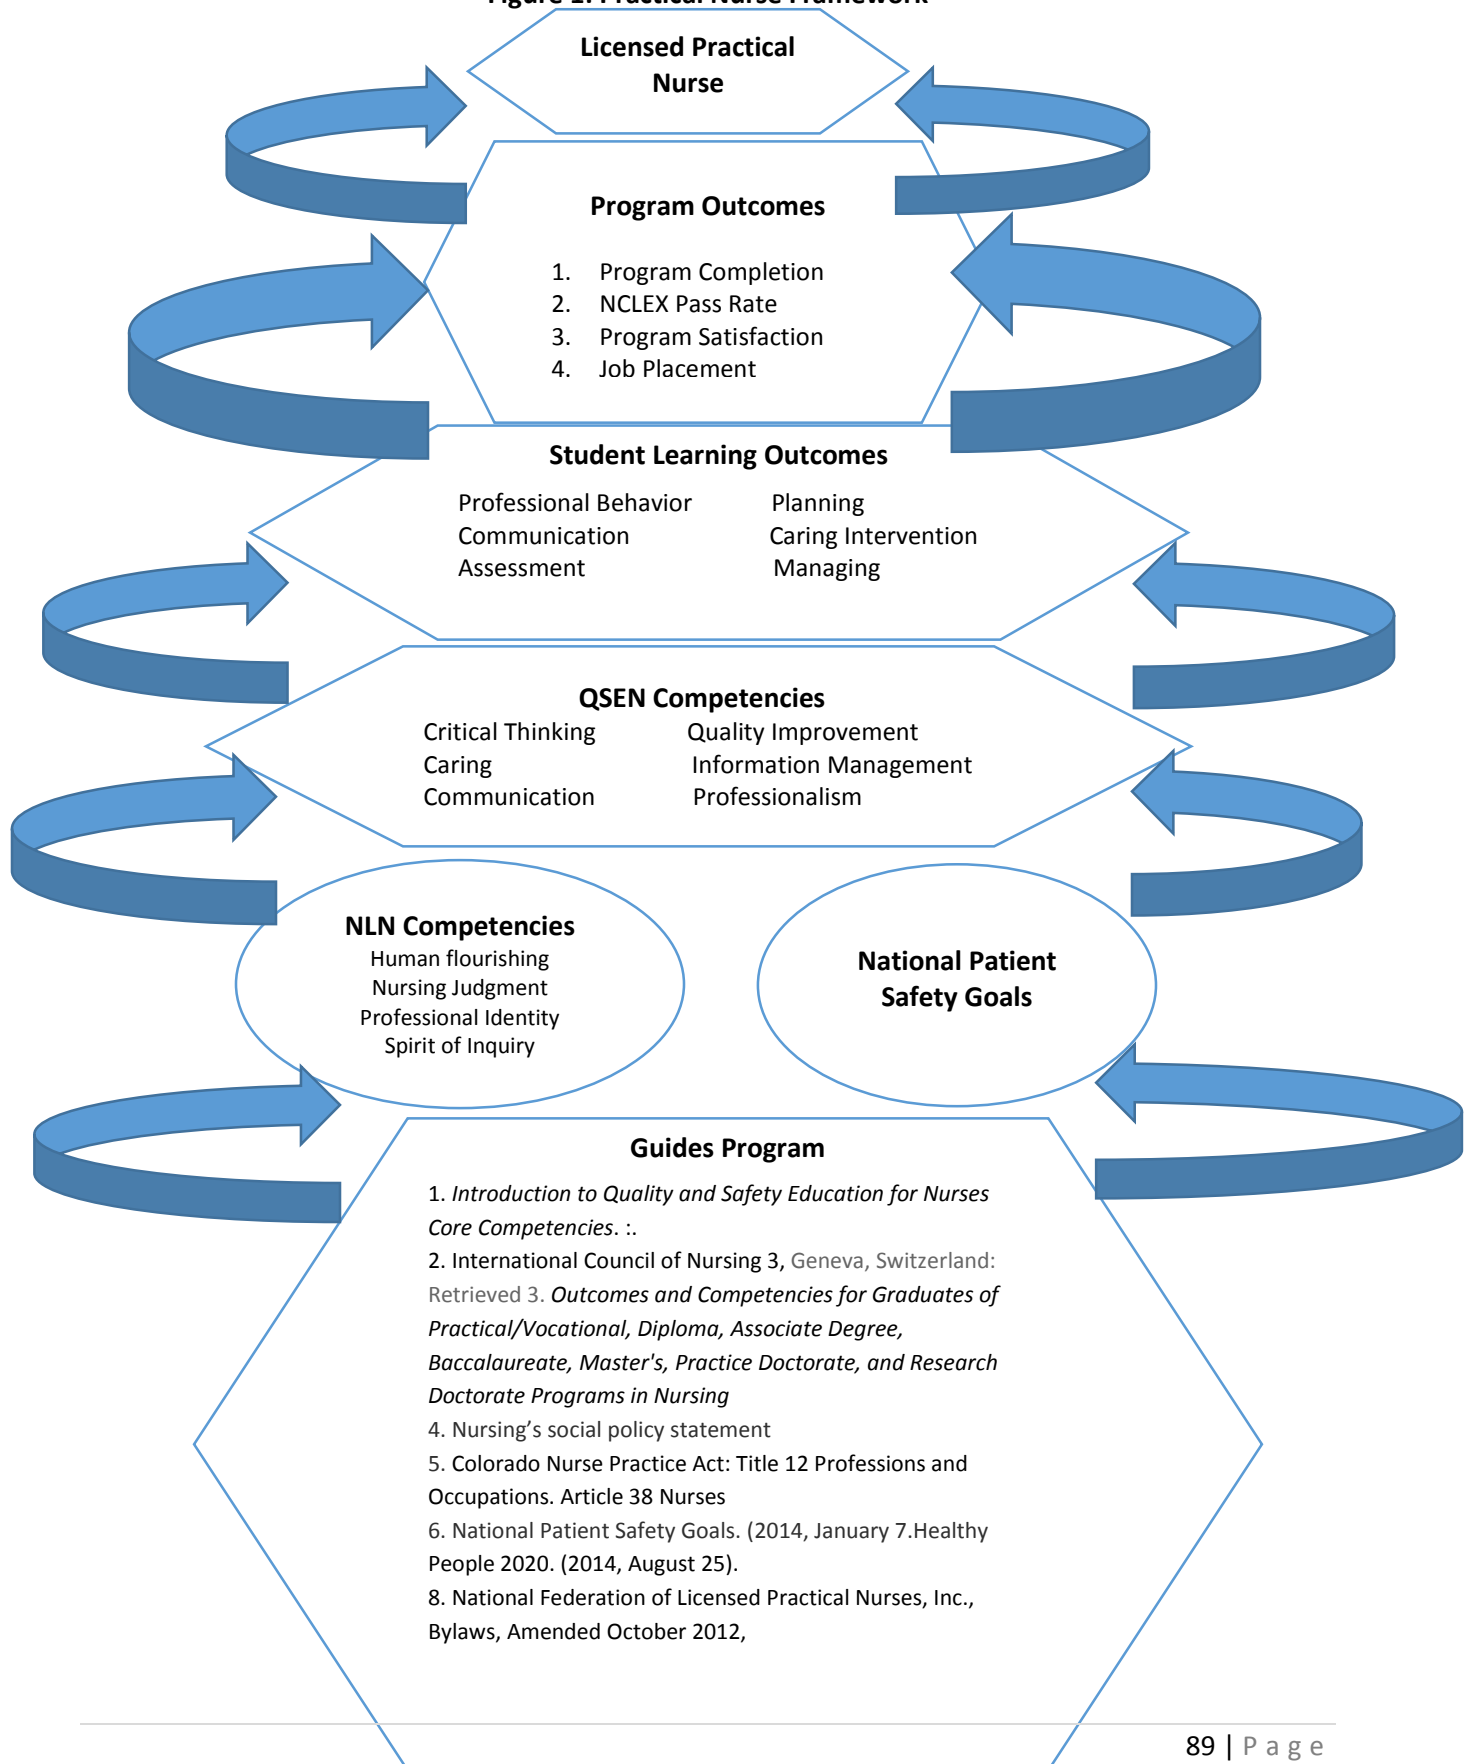 Figure 1. Practical Nurse Framework
Licensed Practical
Nurse
Program Outcomes
1. Program Completion
2. NCLEX Pass Rate
3. Program Satisfaction
4. Job Placement
Student Learning Outcomes
Professional Behavior Planning
Communication Caring Intervention
Assessment Managing
QSEN Competencies
Critical Thinking Quality Improvement
Caring Information Management
Communication Professionalism
NLN Competencies
Human flourishing
Nursing Judgment
Professional Identity
Spirit of Inquiry
National Patient
Safety Goals
Guides Program
1. Introduction to Quality and Safety Education for Nurses
Core Competencies. :.
2. International Council of Nursing 3, Geneva, Switzerland:
Retrieved 3. Outcomes and Competencies for Graduates of
Practical/Vocational, Diploma, Associate Degree,
Baccalaureate, Master's, Practice Doctorate, and Research
Doctorate Programs in Nursing
4. Nursing’s social policy statement
5. Colorado Nurse Practice Act: Title 12 Professions and
Occupations. Article 38 Nurses
6. National Patient Safety Goals. (2014, January 7.Healthy
People 2020. (2014, August 25).
8. National Federation of Licensed Practical Nurses, Inc.,
Bylaws, Amended October 2012,
89 | P a g e